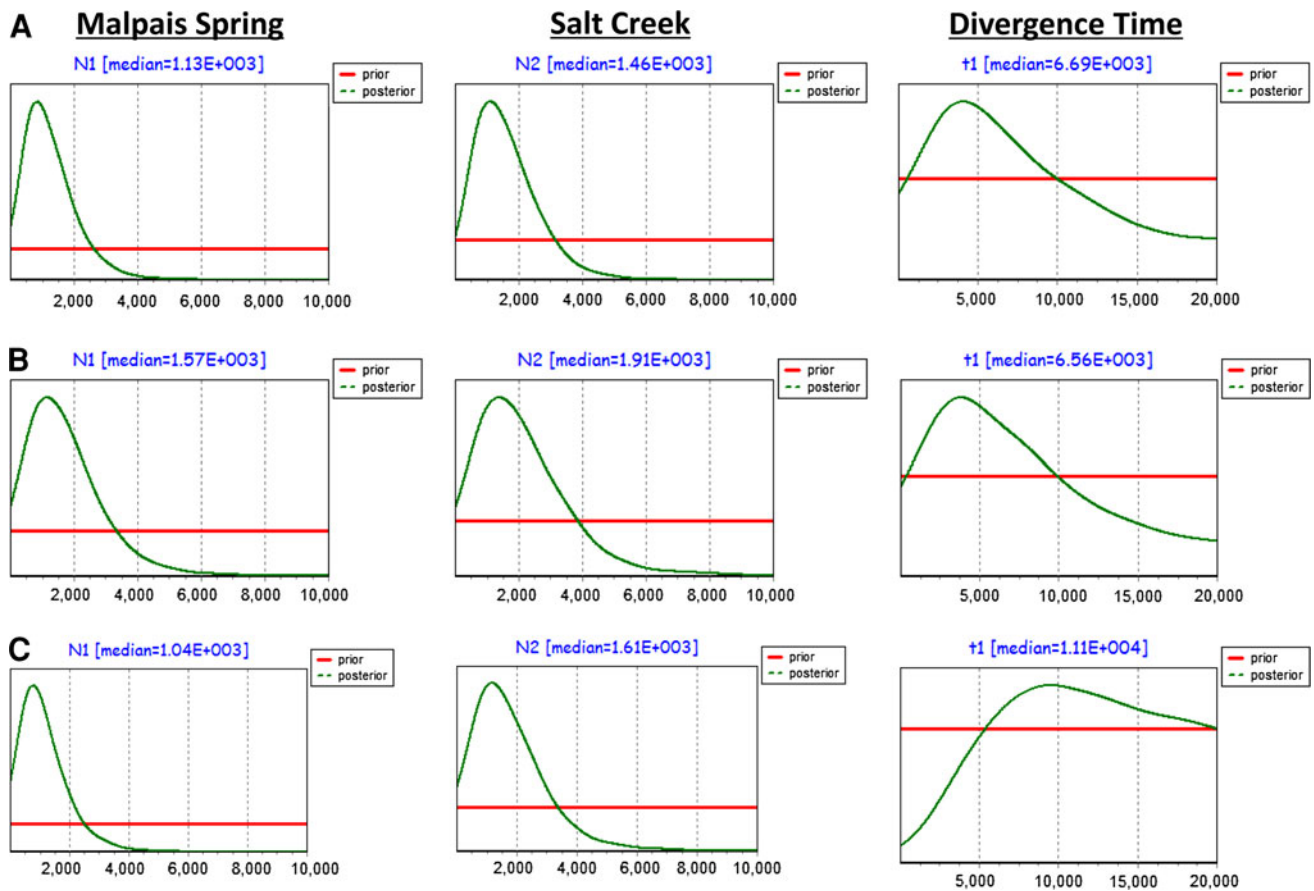 A Malpais Spring Salt Creek Divergence Time
N1 [median=1.13E+003] prior posterior N2 [median=1.46E+003] prior posterior t1 [median=6.69E+003] prior posterior
2,000 4,000 6,000 8,000 10,000 2,000 4,000 6,000 8,000 10,000 5,000 10,000 15,000 20,000
B N1 [median=1.57E+003] prior posterior N2 [median=1.91E+003] prior posterior t1 [median=6.56E+003] prior posterior
2,000 4,000 6,000 8,000 10,000 2,000 4,000 6,000 8,000 10,000 5,000 10,000 15,000 20,000
C N1 [median=1.04E+003] prior posterior N2 [median=1.61E+003] prior posterior t1 [median=1.11E+004] prior posterior
2,000 4,000 6,000 8,000 10,000 2,000 4,000 6,000 8,000 10,000 5,000 10,000 15,000 20,000